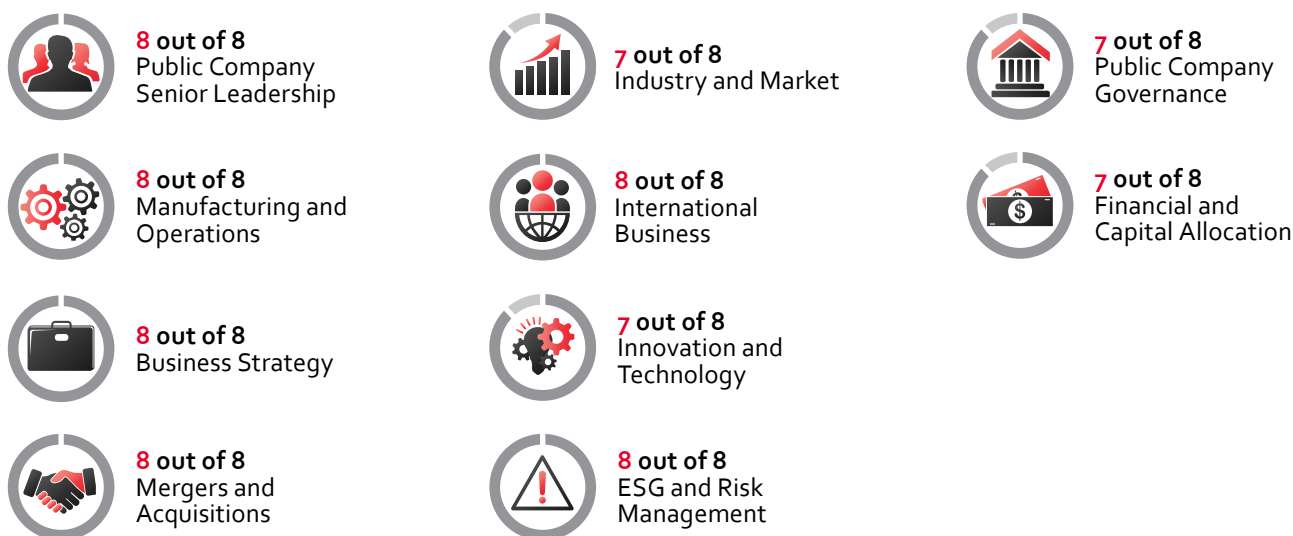 8 out of 8
Public Company
Senior Leadership
8 out of 8
Manufacturing and
Operations
8 out of 8
Business Strategy
8 out of 8
Mergers and
Acquisitions
7 out of 8
Industry and Market
8 out of 8
International
Business
7 out of 8
Innovation and
Technology
8 out of 8
ESG and Risk
Management
7 out of 8
Public Company
Governance
$
7 out of 8
Financial and
Capital Allocation